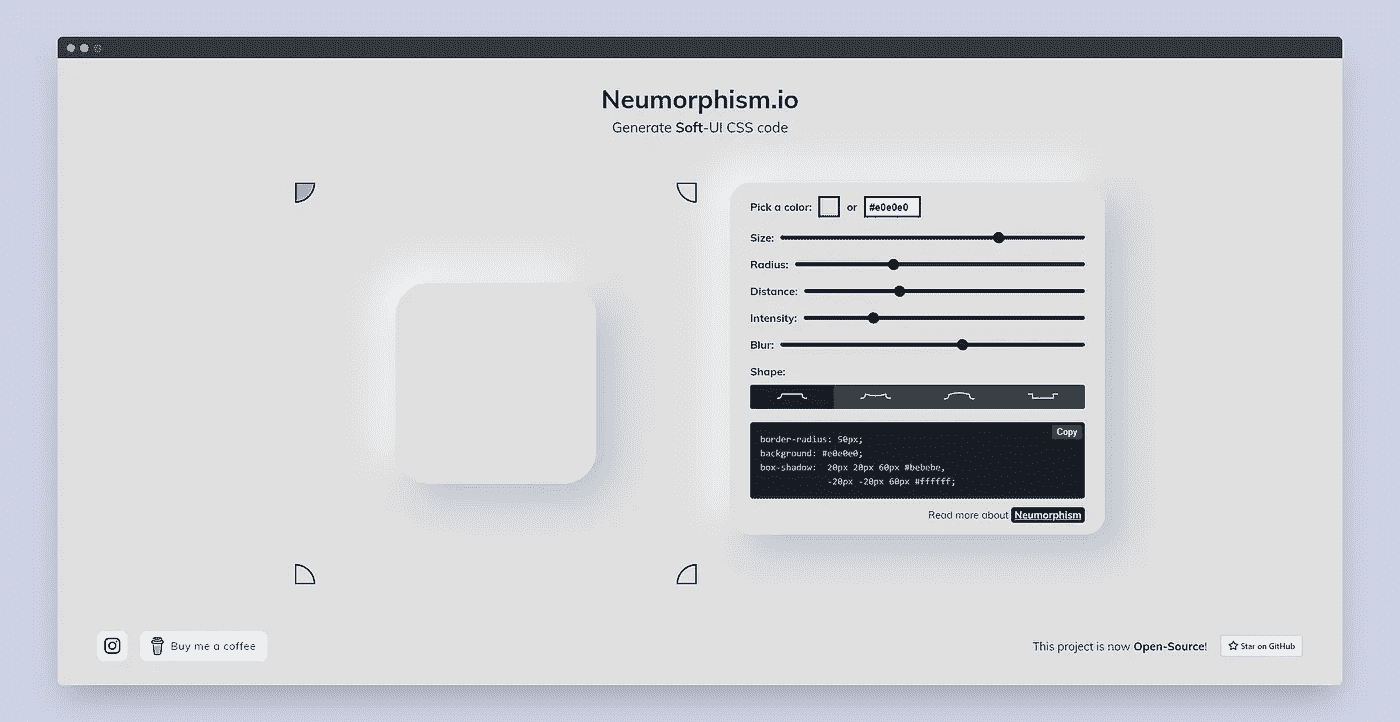 Neumorphism.io
Generate Soft-UI CSS code
Pick a color: or #e0e0e0
Size:
Radius:
Distance:
Intensity:
Blur:
Shape:
Copy
border-radius: 50px;
background: #e0e0e0;
box-shadow: 20px 20px 60px #bebebe,
-20px -20px 60px #ffffff;
Read more about Neumorphism
Buy me a coffee
This project is now Open-Source! Star on GitHub